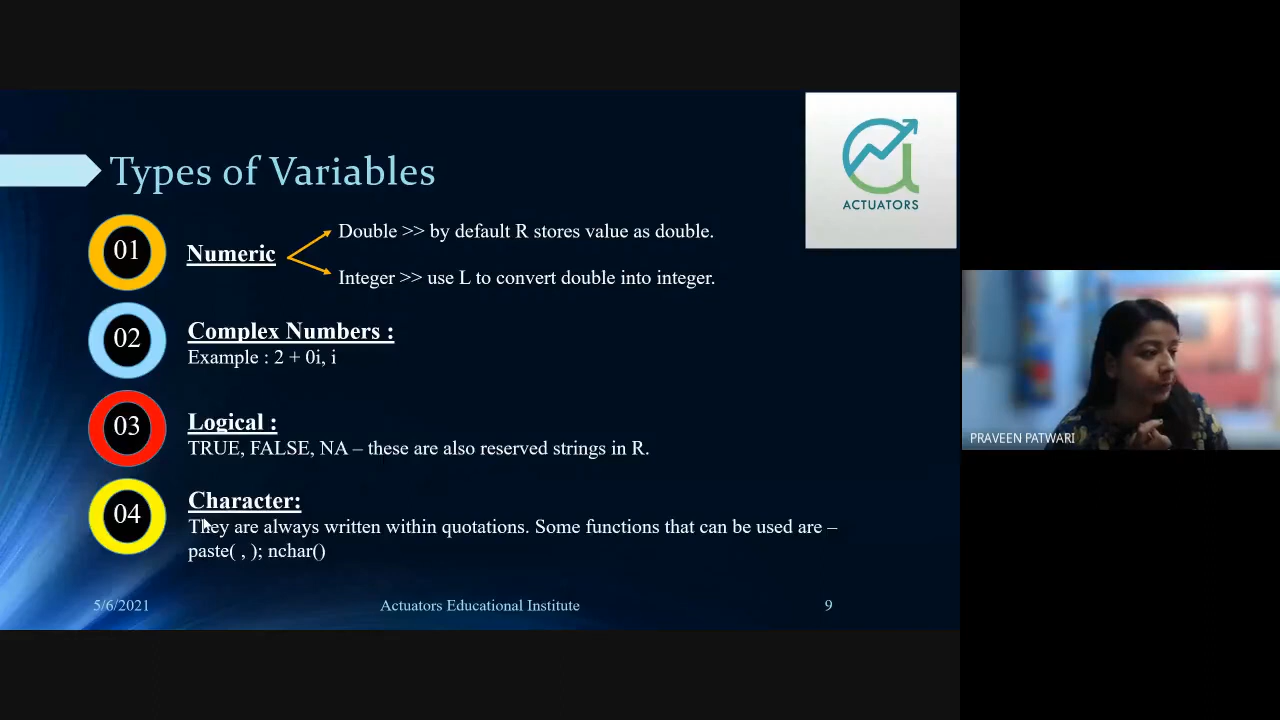 Types of Variables
ACTUATORS
01
Numeric
Double >> by default R stores value as double.
Integer >> use L to convert double into integer.
02
Complex Numbers :
Example : 2 + 0i, i
03
Logical :
TRUE, FALSE, NA – these are also reserved strings in R.
04
Character:
They are always written within quotations. Some functions that can be used are –
paste( , ); nchar()
5/6/2021
Actuators Educational Institute
9
PRAVEEN PATWARI